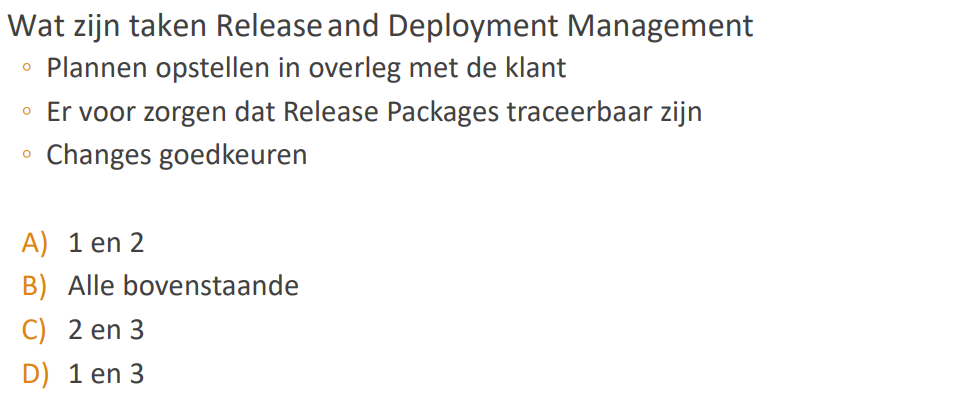 Wat zijn taken Release and Deployment Management
◦ Plannen opstellen in overleg met de klant
◦ Er voor zorgen dat Release Packages traceerbaar zijn
◦ Changes goedkeuren
A) 1 en 2
B) Alle bovenstaande
C) 2 en 3
D) 1 en 3